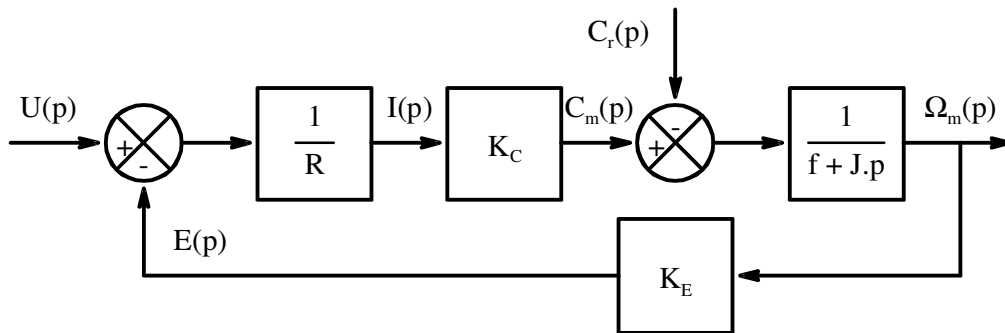 C_r(p)
U(p)
+
-
1
R
I(p)
K_C
C_m(p)
-
+
1
f + J.p
Ω_m(p)
E(p)
K_E